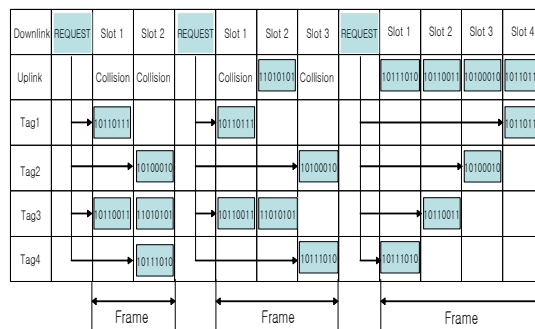 Downlink REQUEST Slot 1 Slot 2 REQUEST Slot 1 Slot 2 Slot 3 REQUEST Slot 1 Slot 2 Slot 3 Slot 4
Uplink Collision Collision Collision 11010101 Collision 10111010 10110011 10100010 1011011
Tag1 10110111 10110111 1011011
Tag2 10100010 10100010 10100010
Tag3 10110011 11010101 10110011 11010101 10110011
Tag4 10111010 10111010 10111010
Frame Frame Frame